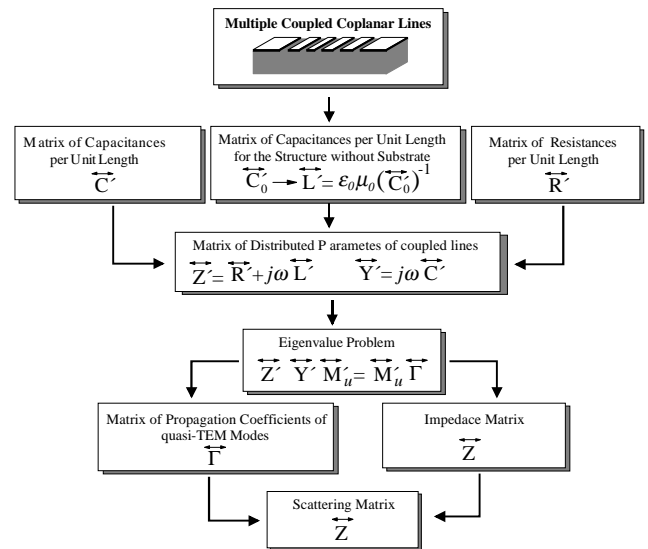 Multiple Coupled Coplanar Lines
Matrix of Capacitances
per Unit Length
C′
Matrix of Capacitances per Unit Length
for the Structure without Substrate
C′₀ → L′ = ε₀μ₀(C′₀)⁻¹
Matrix of Resistances
per Unit Length
R′
Matrix of Distributed P arametes of coupled lines
Z′= R′+jω L′ Y′=jω C′
Eigenvalue Problem
Z′ Y′ M′ᵤ= M′ᵤ Γ
Matrix of Propagation Coefficients of
quasi-TEM Modes
Γ
Impedace Matrix
Z
Scattering Matrix
Z